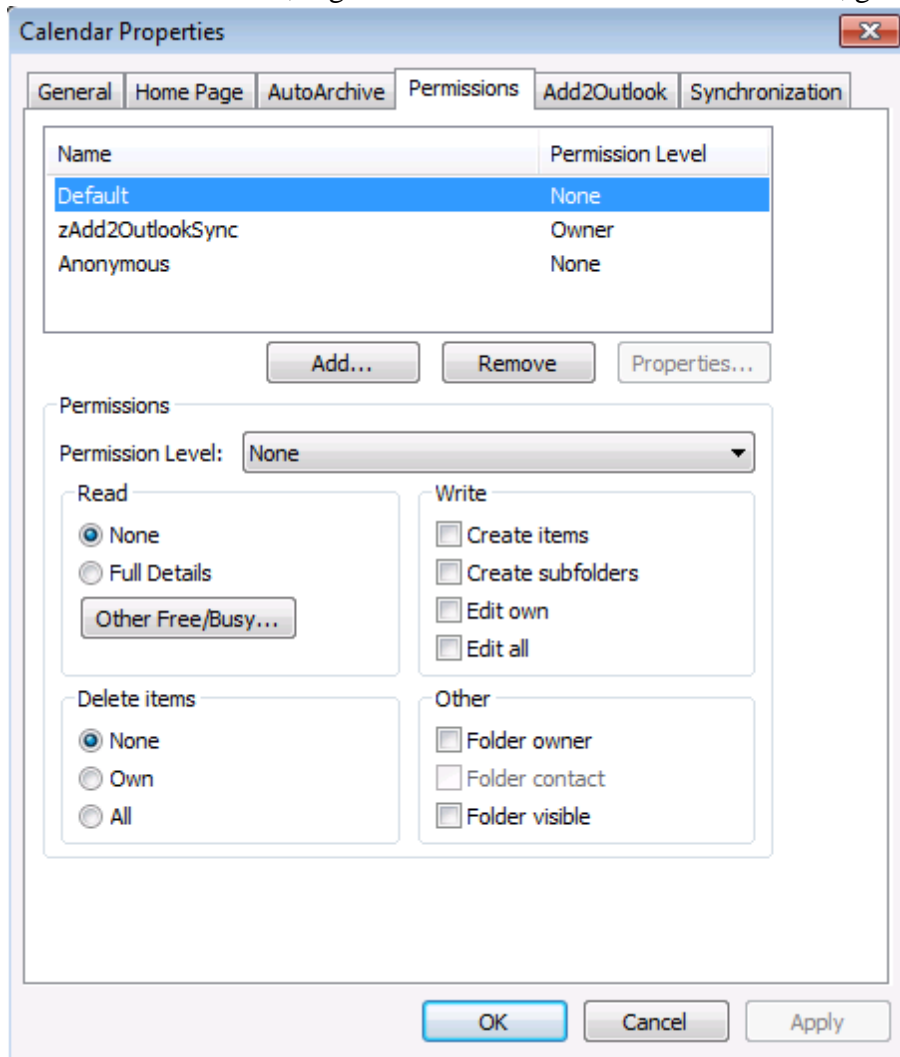 Calendar Properties
General Home Page AutoArchive Permissions Add2Outlook Synchronization
Name Permission Level
Default None
zAdd2OutlookSync Owner
Anonymous None
Add... Remove Properties...
Permissions
Permission Level: None
Read
None
Full Details
Other Free/Busy...
Write
Create items
Create subfolders
Edit own
Edit all
Delete items
None
Own
All
Other
Folder owner
Folder contact
Folder visible
OK Cancel Apply